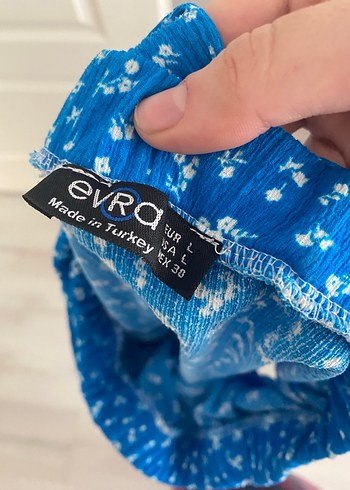 evRa
Made in Turkey
EUR L
USA L
MEX 30